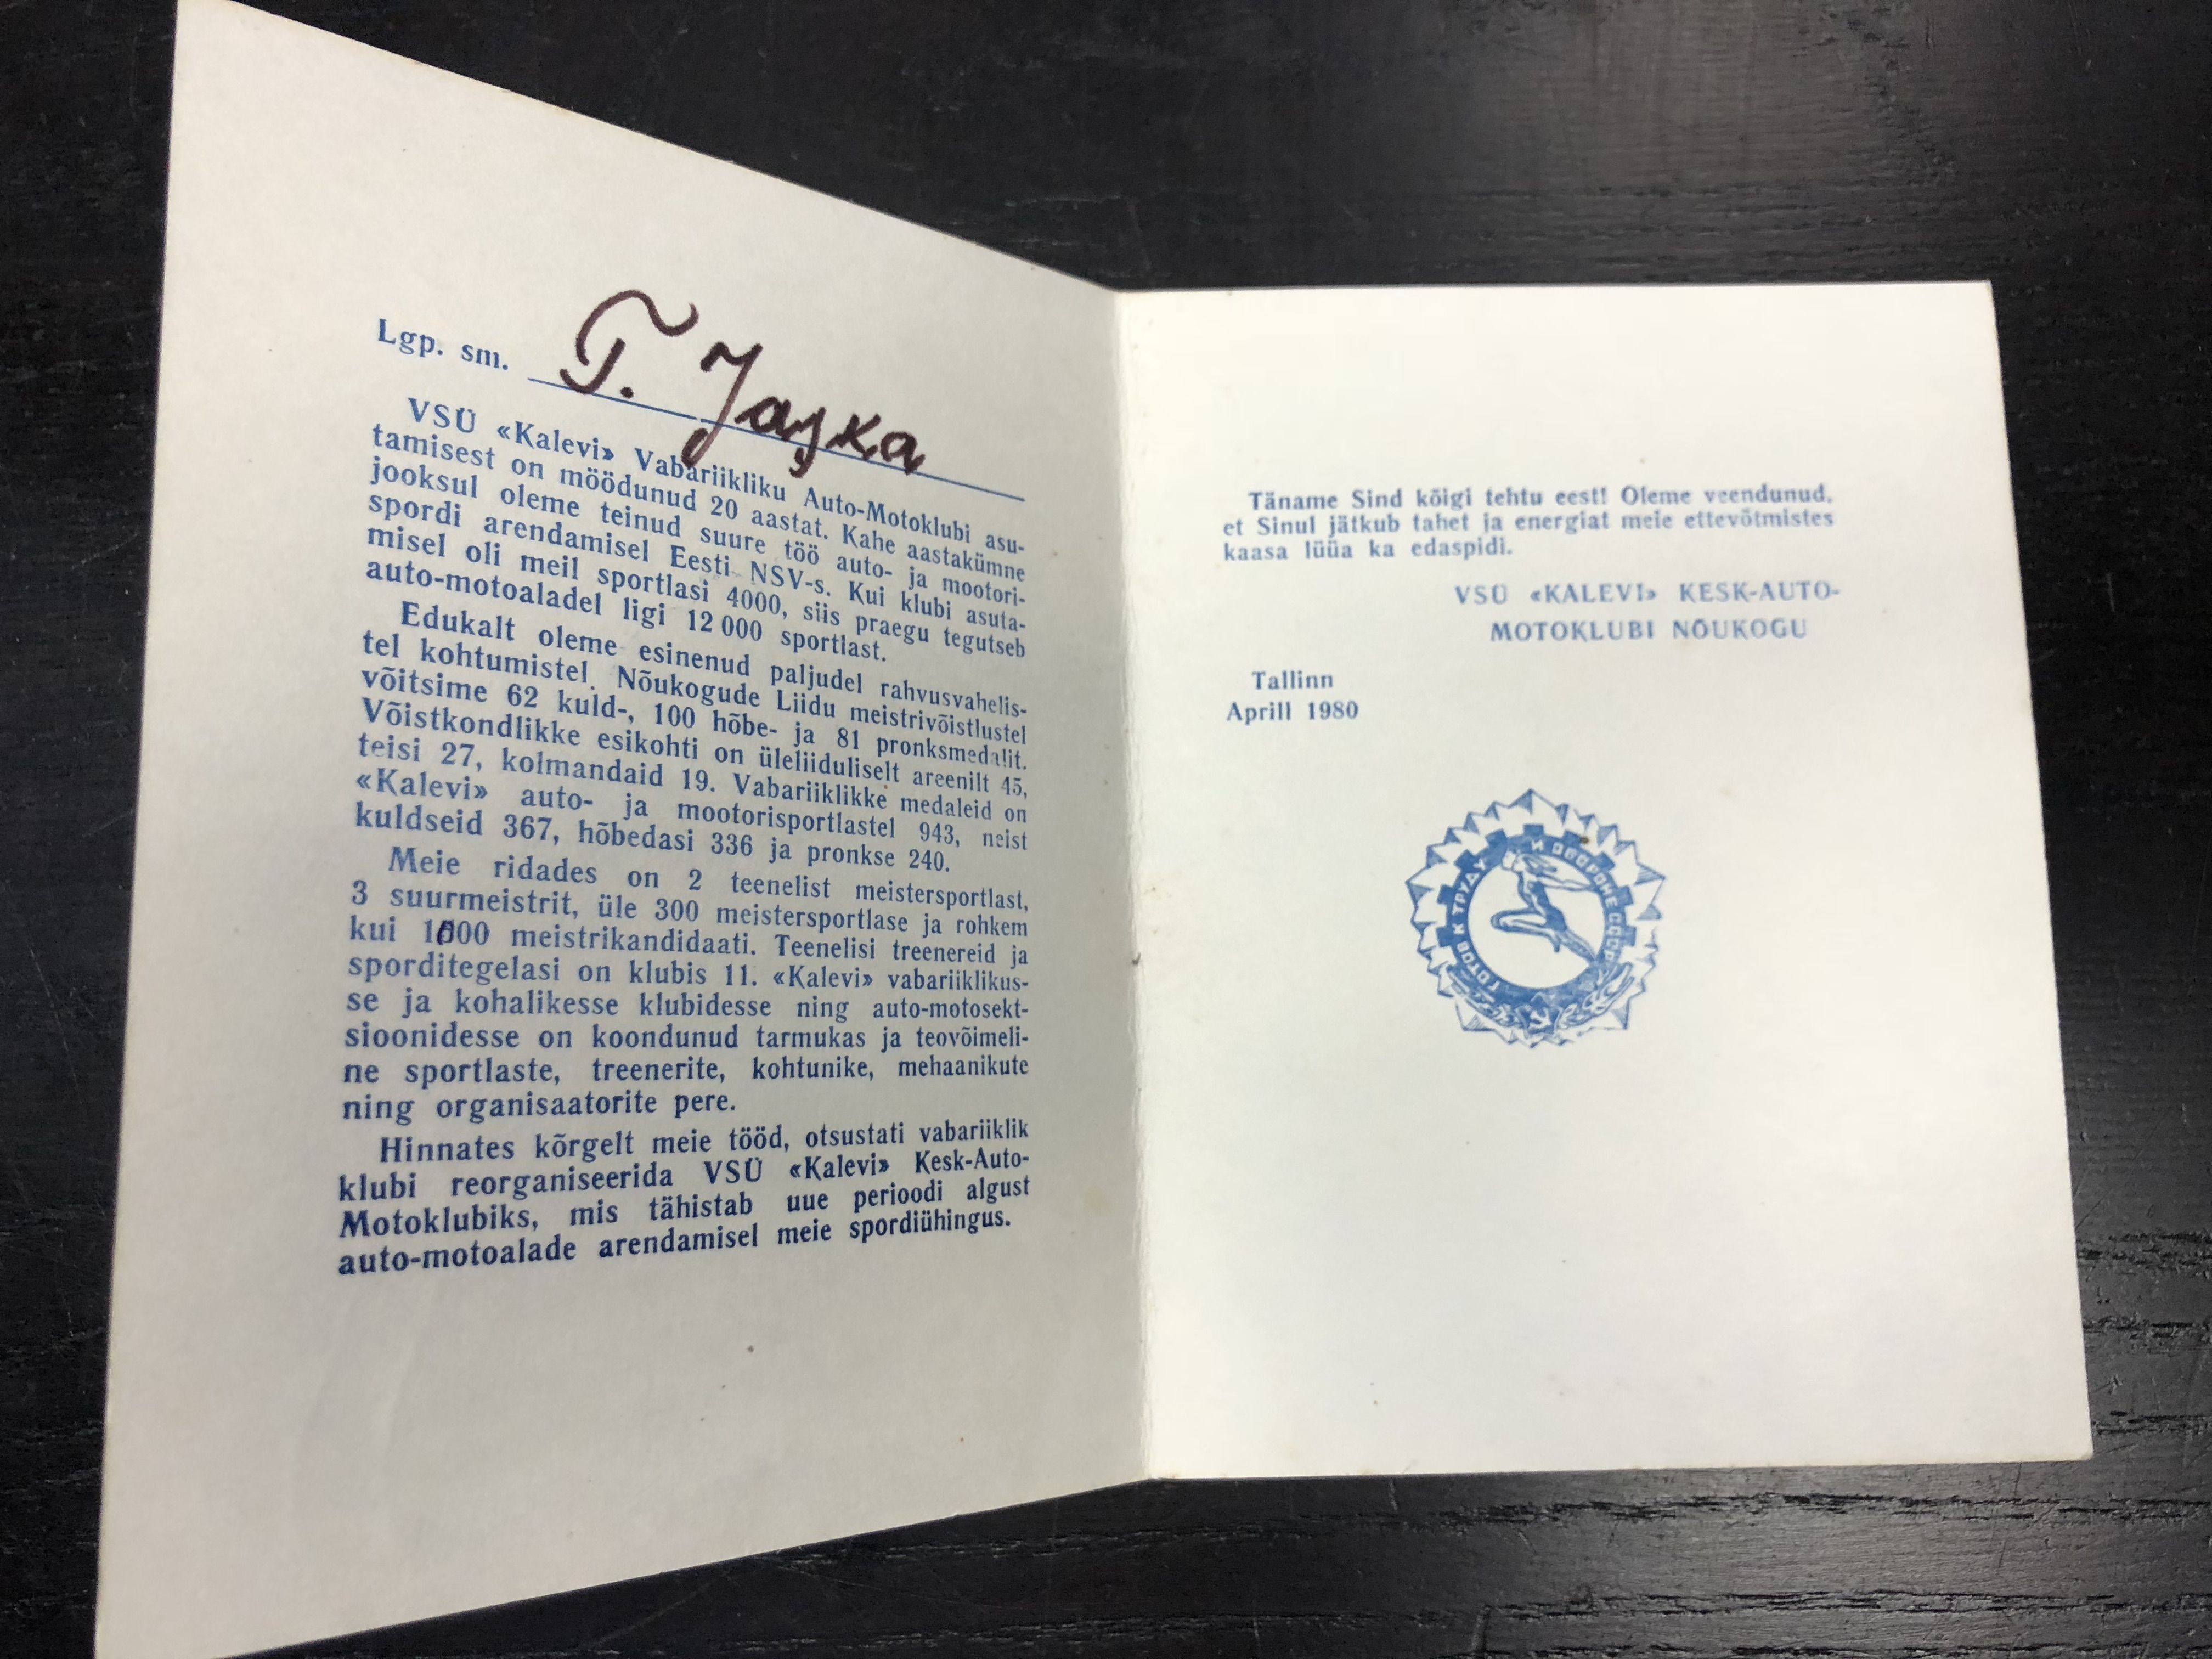 Lgp. sm. T. Jaska
VSÜ «Kalevi» Vabariikliku Auto-Motoklubi asu-
tamisest on möödunud 20 aastat. Kahe aastakümne
jooksul oleme teinud suure töö auto- ja mootori-
spordi arendamisel Eesti NSV-s. Kui klubi asuta-
misel oli meil sportlasi 4000, siis praegu tegutseb
auto-motoaladel ligi 12 000 sportlast.
Edukalt oleme esinenud paljudel rahvusvahelis-
tel kohtumistel. Nõukogude Liidu meistrivõistlustel
võitsime 62 kuld-, 100 hõbe- ja 81 pronksmedalit.
Võistkondlikke esikohti on üleliiduliselt areenilt 45,
teisi 27, kolmandaid 19. Vabariiklikke medaleid on
«Kalevi» auto- ja mootorisportlastel 943, neist
kuldseid 367, hõbedasi 336 ja pronkse 240.
Meie ridades on 2 teenelist meistersportlast,
3 suurmeistrit, üle 300 meistersportlase ja rohkem
kui 1000 meistrikandidaati. Teenelisi treenereid ja
sporditegelasi on klubis 11. «Kalevi» vabariiklikus-
se ja kohalikesse klubidesse ning auto-motosekt-
sioonidesse on koondunud tarmukas ja teovõimeli-
ne sportlaste, treenerite, kohtunike, mehaanikute
ning organisaatorite pere.
Hinnates kõrgelt meie tööd, otsustati vabariiklik
klubi reorganiseerida VSÜ «Kalevi» Kesk-Auto-
Motoklubiks, mis tähistab uue perioodi algust
auto-motoalade arendamisel meie spordiühingus.
Täname Sind kõigi tehtu eest! Oleme veendunud,
et Sinul jätkub tahet ja energiat meie ettevõtmistes
kaasa lüüa ka edaspidi.
VSÜ «KALEVI» KESK-AUTO-
MOTOKLUBI NÕUKOGU
Tallinn
Aprill 1980
ГОТОВ К ТРУДУ И ОБОРОНЕ СССР